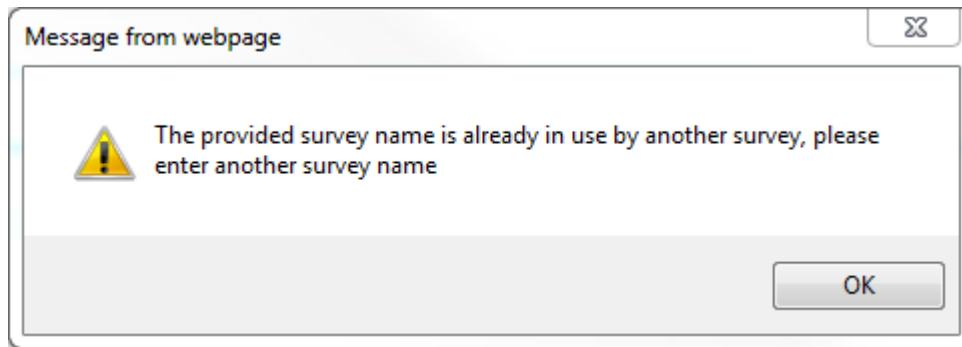 Message from webpage
The provided survey name is already in use by another survey, please
enter another survey name
OK